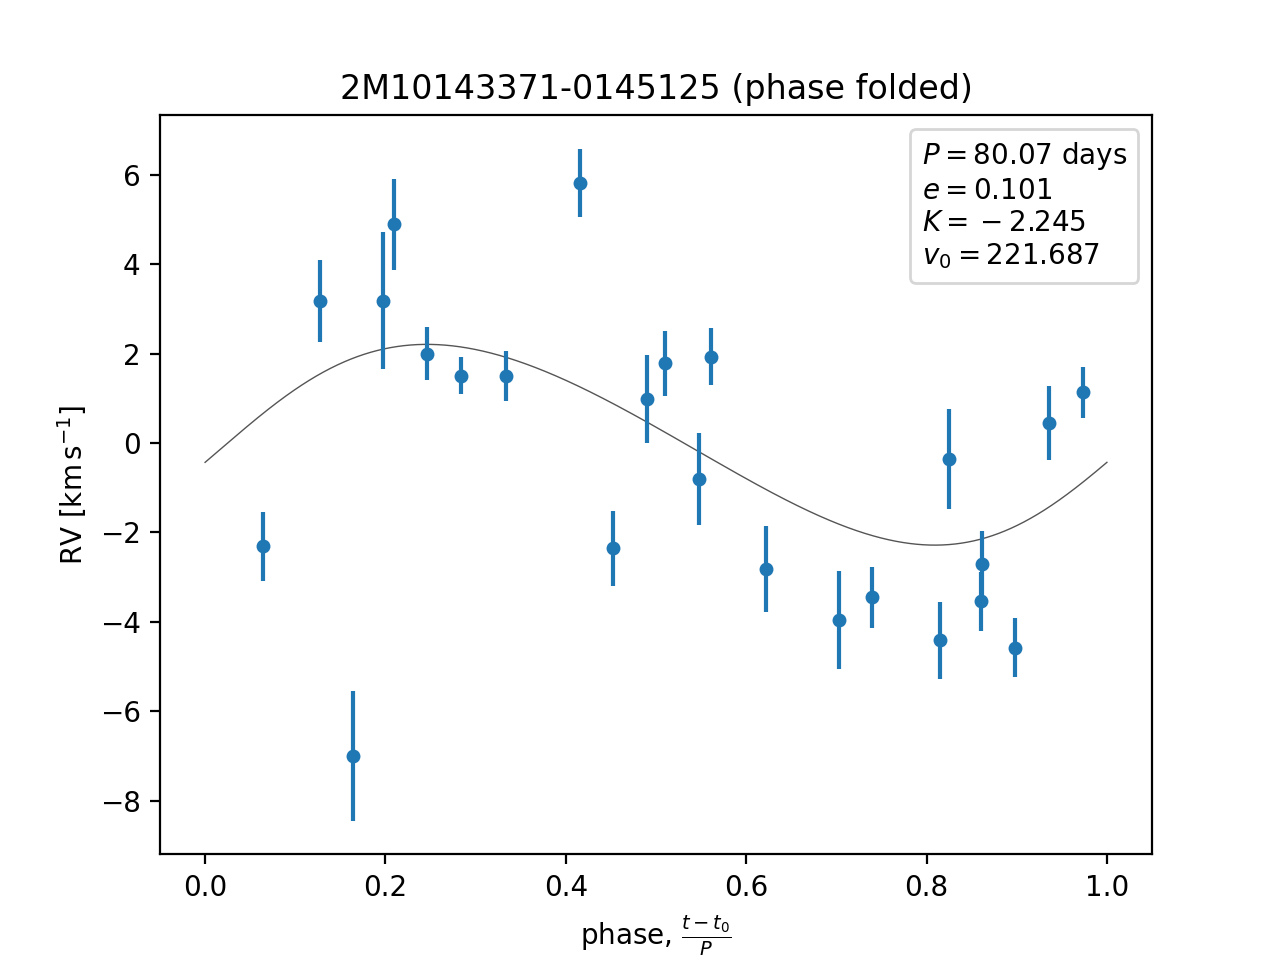 2M10143371-0145125 (phase folded)
P = 80.07 days
e = 0.101
K = −2.245
v₀ = 221.687
6
4
2
0
−2
−4
−6
−8
RV [km s⁻¹]
0.0 0.2 0.4 0.6 0.8 1.0
phase, (t − t₀)/P